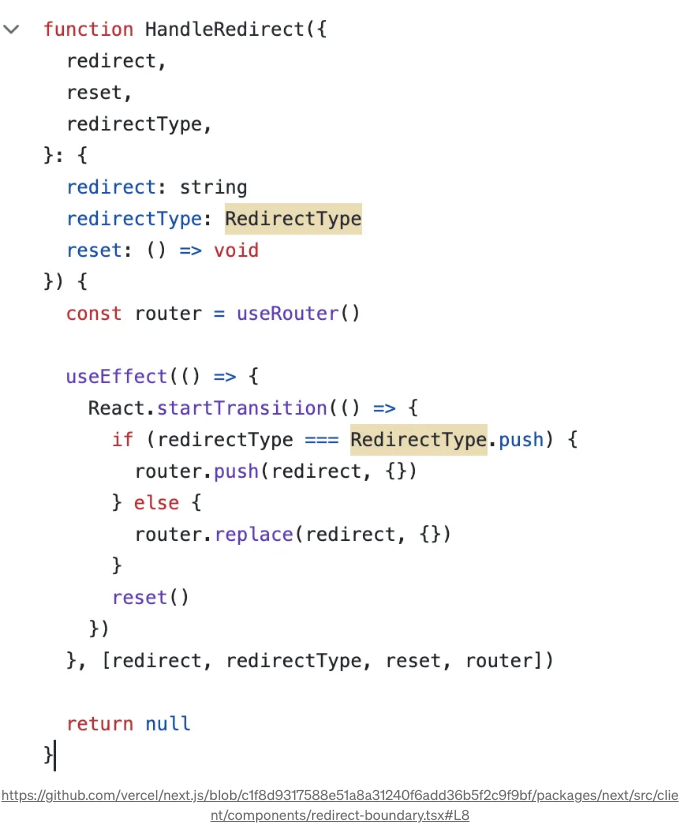 function HandleRedirect({
  redirect,
  reset,
  redirectType,
}: {
  redirect: string
  redirectType: RedirectType
  reset: () => void
}) {
  const router = useRouter()

  useEffect(() => {
    React.startTransition(() => {
      if (redirectType === RedirectType.push) {
        router.push(redirect, {})
      } else {
        router.replace(redirect, {})
      }
      reset()
    })
  }, [redirect, redirectType, reset, router])

  return null
}
https://github.com/vercel/next.js/blob/c1f8d9317588e51a8a31240f6add36b5f2c9f9bf/packages/next/src/clie
nt/components/redirect-boundary.tsx#L8